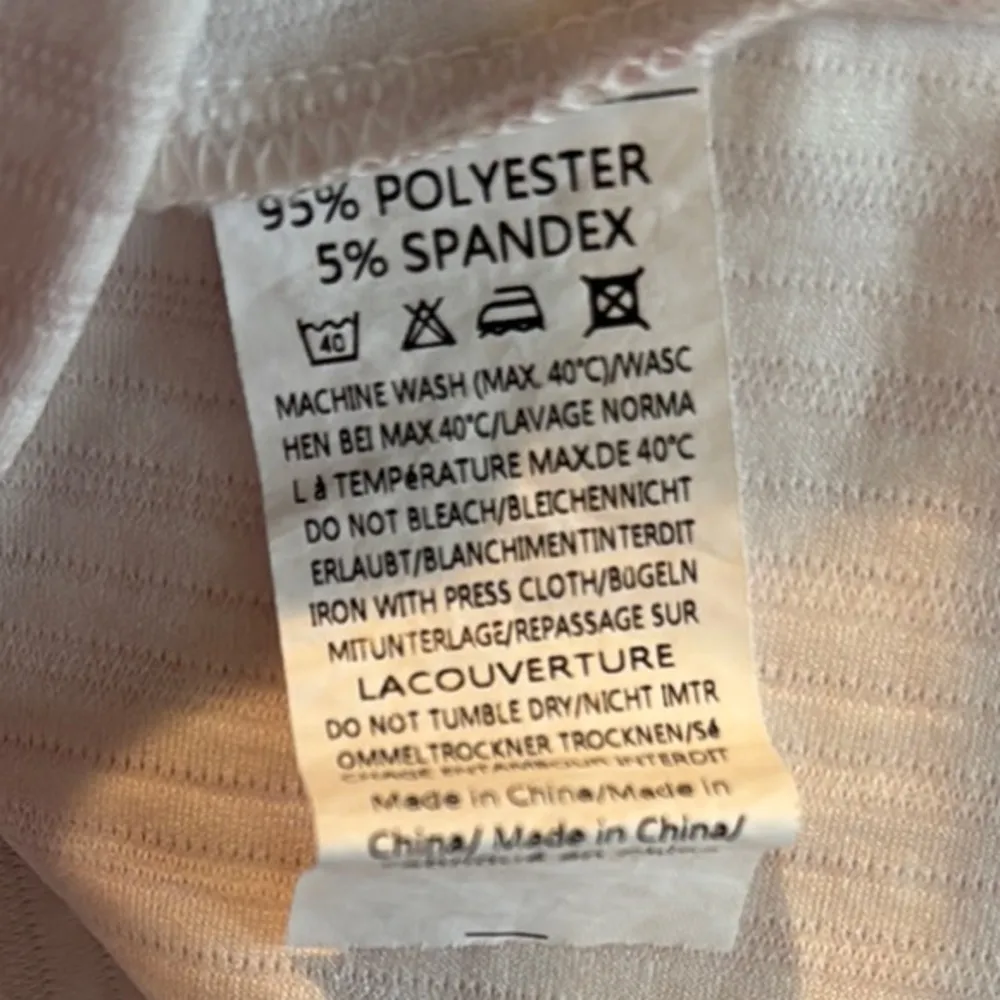 95% POLYESTER
5% SPANDEX
40
MACHINE WASH (MAX. 40°C)/WASC
HEN BEI MAX.40°C/LAVAGE NORMA
L à TEMPéRATURE MAX.DE 40°C
DO NOT BLEACH/BLEICHENNICHT
ERLAUBT/BLANCHIMENTINTERDIT
IRON WITH PRESS CLOTH/BüGELN
MITUNTERLAGE/REPASSAGE SUR
LACOUVERTURE
DO NOT TUMBLE DRY/NICHT IMTR
OMMELTROCKNER TROCKNEN/Sé
INTERDIT
Made in China/Made in
China/ Made in China/